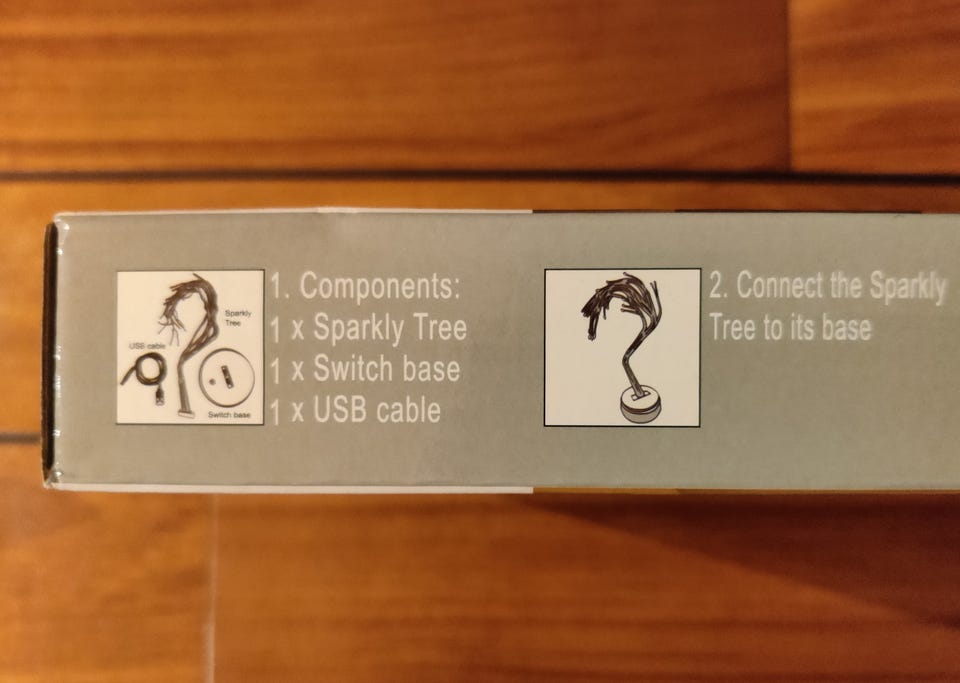 Sparkly
Tree
USB cable
Switch base
1. Components:
1 x Sparkly Tree
1 x Switch base
1 x USB cable
2. Connect the Sparkly
Tree to its base